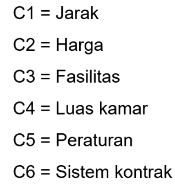 C1 = Jarak
C2 = Harga
C3 = Fasilitas
C4 = Luas kamar
C5 = Peraturan
C6 = Sistem kontrak